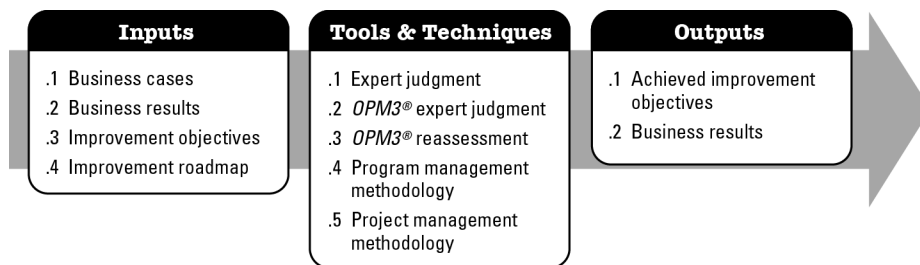 Inputs
.1 Business cases
.2 Business results
.3 Improvement objectives
.4 Improvement roadmap
Tools & Techniques
.1 Expert judgment
.2 OPM3® expert judgment
.3 OPM3® reassessment
.4 Program management
methodology
.5 Project management
methodology
Outputs
.1 Achieved improvement
objectives
.2 Business results